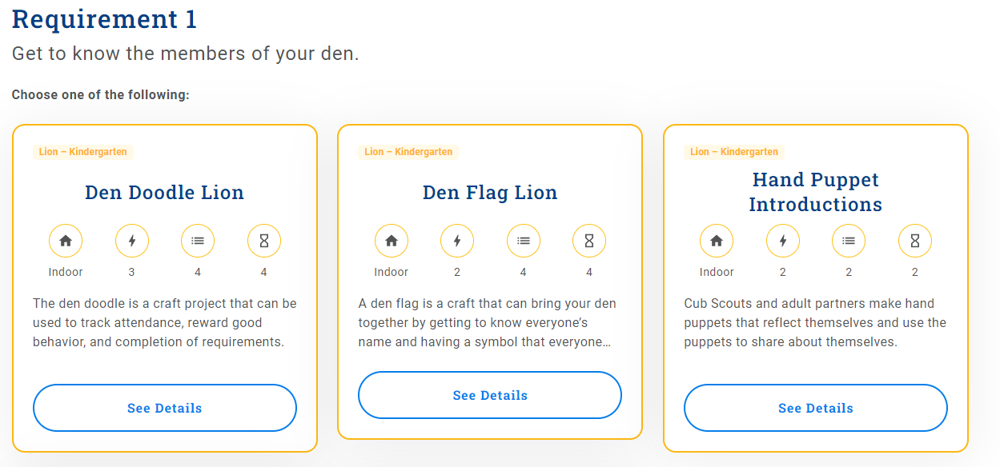 Requirement 1
Get to know the members of your den.
Choose one of the following:
Lion – Kindergarten
Den Doodle Lion
Indoor 3 4 4
The den doodle is a craft project that can be
used to track attendance, reward good
behavior, and completion of requirements.
See Details
Lion – Kindergarten
Den Flag Lion
Indoor 2 4 4
A den flag is a craft that can bring your den
together by getting to know everyone’s
name and having a symbol that everyone…
See Details
Lion – Kindergarten
Hand Puppet
Introductions
Indoor 2 2 2
Cub Scouts and adult partners make hand
puppets that reflect themselves and use the
puppets to share about themselves.
See Details